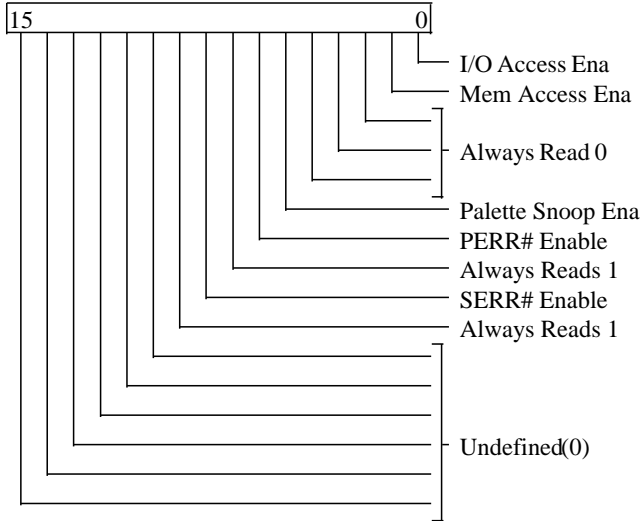 15 0
I/O Access Ena
Mem Access Ena
Always Read 0
Palette Snoop Ena
PERR# Enable
Always Reads 1
SERR# Enable
Always Reads 1
Undefined(0)